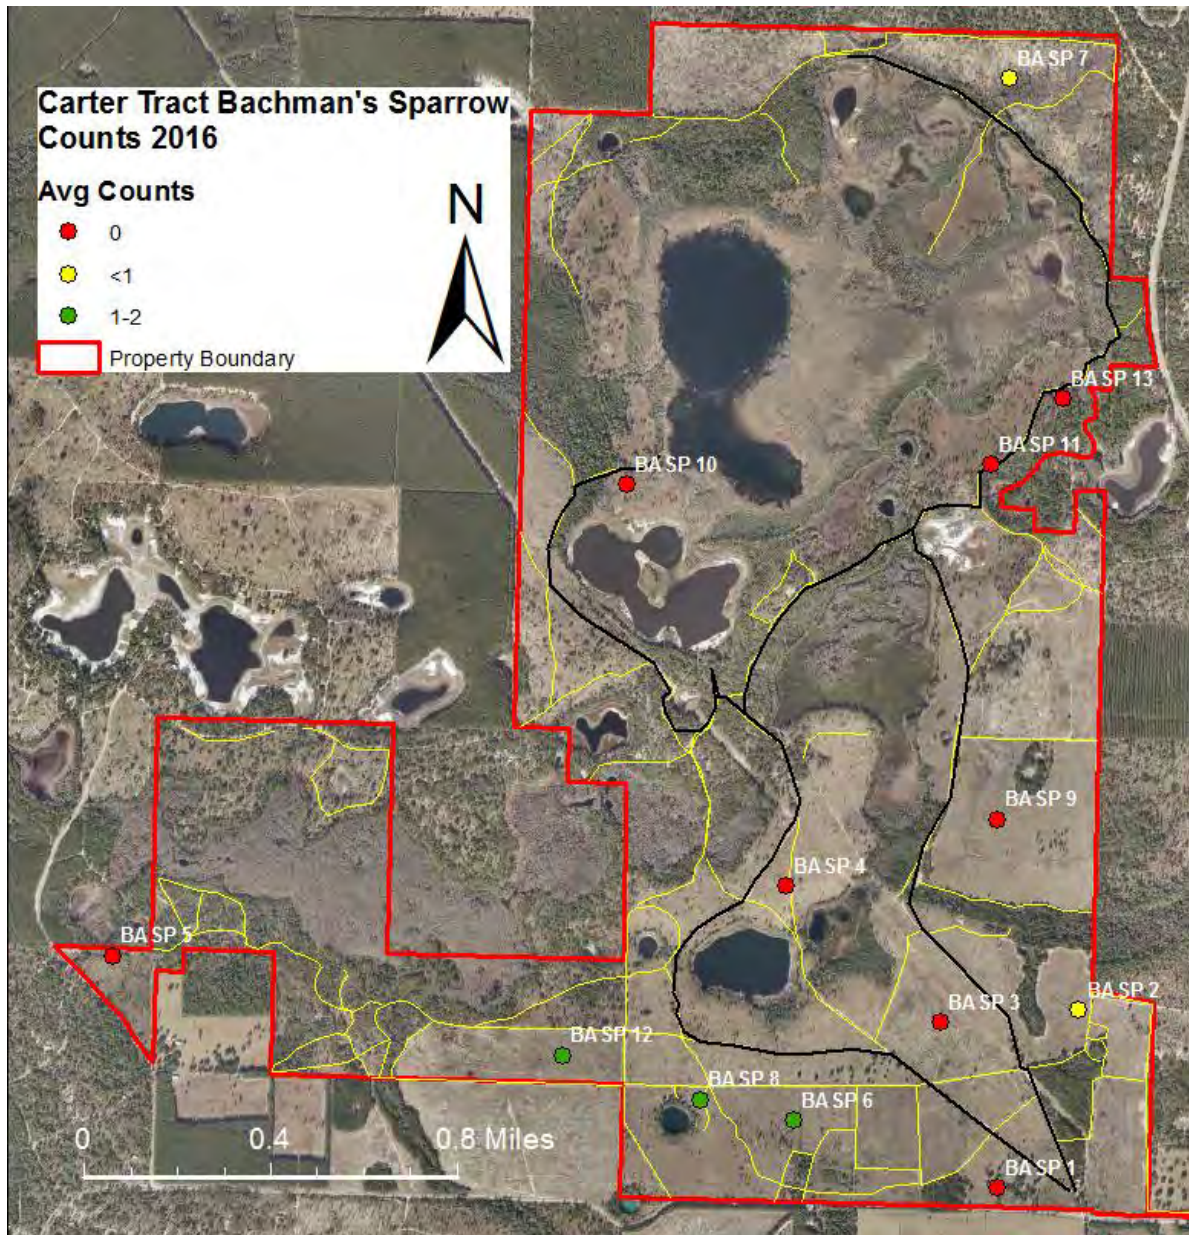 Carter Tract Bachman's Sparrow
Counts 2016
Avg Counts
0
<1
1-2
Property Boundary
N
BA SP 7
BA SP 13
BA SP 11
BA SP 10
BA SP 9
BA SP 4
BA SP 5
BA SP 2
BA SP 3
BA SP 12
BA SP 8
BA SP 6
BA SP 1
0 0.4 0.8 Miles